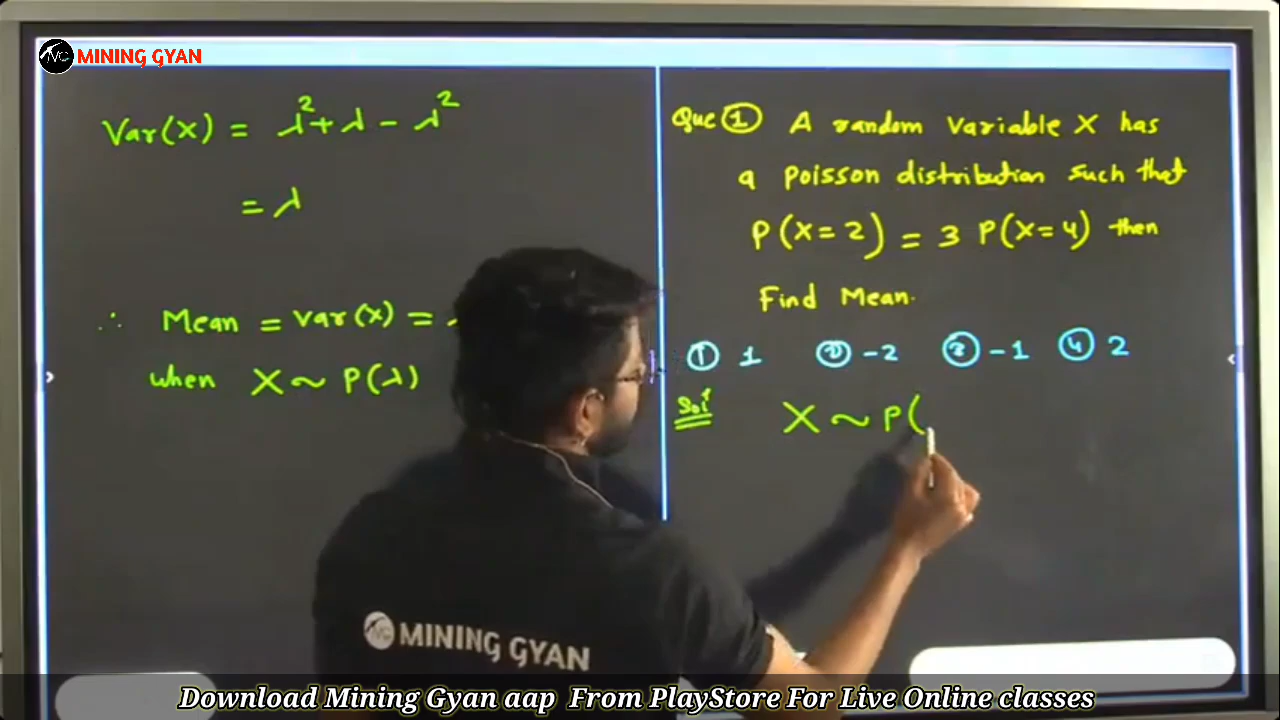 MINING GYAN
Var(X) = λ²+ λ - λ²
= λ
∴ Mean = Var(X) =
when X ~ P(λ)
Que ① A random variable X has
a poisson distribution such that
P(X=2) = 3 P(X=4) then
Find Mean.
① 1 ② -2 ③ -1 ④ 2
Sol
X ~ P(
MINING GYAN
Download Mining Gyan aap From PlayStore For Live Online classes